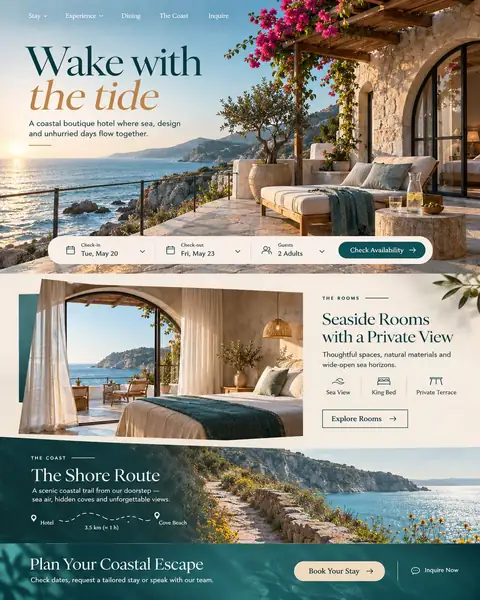 Stay Experience Dining The Coast Inquire
Wake with
the tide
A coastal boutique hotel where sea, design
and unhurried days flow together.
Check-in
Tue, May 20
Check-out
Fri, May 23
Guests
2 Adults
Check Availability
THE ROOMS
Seaside Rooms
with a Private View
Thoughtful spaces, natural materials and
wide-open sea horizons.
Sea View
King Bed
Private Terrace
Explore Rooms
THE COAST
The Shore Route
A scenic coastal trail from our doorstep —
sea air, hidden coves and unforgettable views.
Hotel
Cove Beach
3.5 km (≈ 1 h)
Plan Your Coastal Escape
Check dates, request a tailored stay or speak with our team.
Book Your Stay
Inquire Now